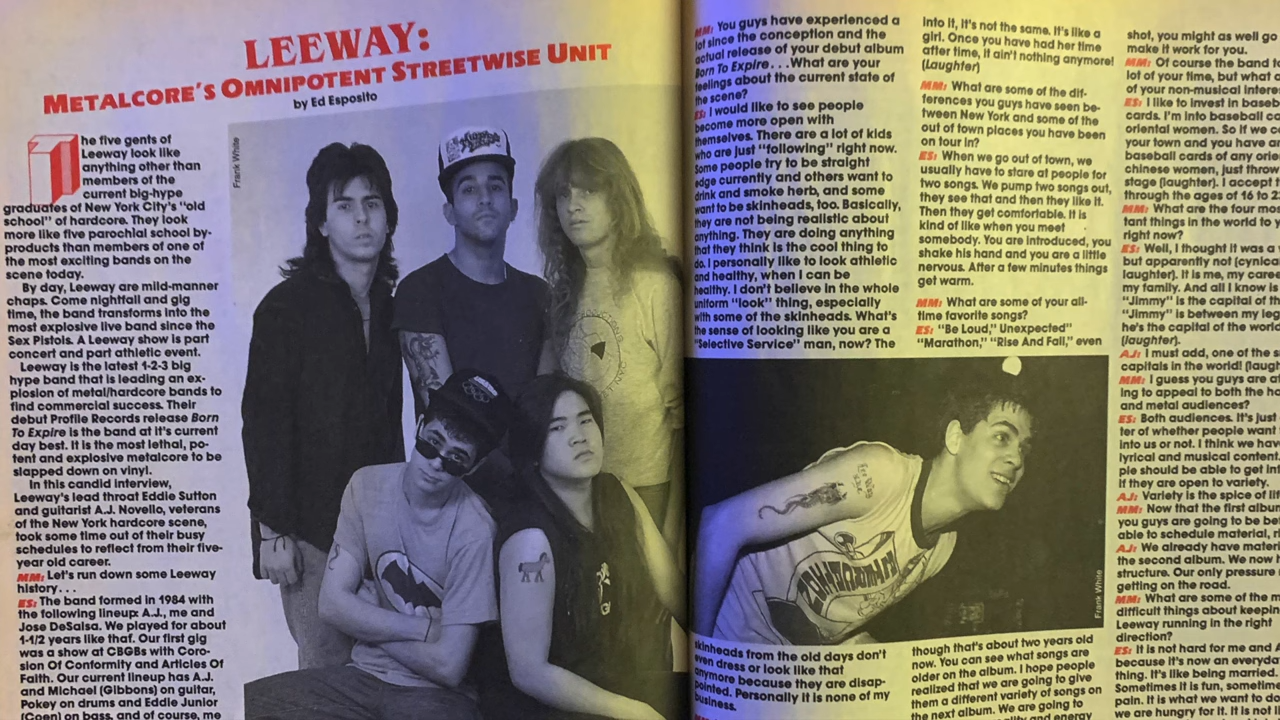 LEEWAY:
METALCORE'S OMNIPOTENT STREETWISE UNIT
by Ed Esposito
The five gents of
Leeway look like
anything other than
members of the
current big-hype
graduates of New York City's "old
school" of hardcore. They look
more like five parochial school by-
products than members of one of
the most exciting bands on the
scene today.
By day, Leeway are mild-manner
chaps. Come nightfall and gig
time, the band transforms into the
most explosive live band since the
Sex Pistols. A Leeway show is part
concert and part athletic event.
Leeway is the latest 1-2-3 big
hype band that is leading an ex-
plosion of metal/hardcore bands to
find commercial success. Their
debut Profile Records release Born
To Expire is the band at it's current
day best. It is the most lethal, po-
tent and explosive metalcore to be
slapped down on vinyl.
In this candid interview,
Leeway's lead throat Eddie Sutton
and guitarist A.J. Novello, veterans
of the New York hardcore scene,
took some time out of their busy
schedules to reflect from their five-
year old career.
MM: Let's run down some Leeway
history...
ES: The band formed in 1984 with
the following lineup: A.J., me and
Jose DeSalsa. We played for about
1-1/2 years like that. Our first gig
was a show at CBGBs with Coro-
sion Of Conformity and Articles Of
Faith. Our current lineup has A.J.
and Michael (Gibbons) on guitar,
Pokey on drums and Eddie Junior
(Coen) on bass, and of course, me
Frank White
MM: You guys have experienced a
lot since the conception and the
actual release of your debut album
Born To Expire...What are your
feelings about the current state of
the scene?
ES: I would like to see people
become more open with
themselves. There are a lot of kids
who are just "following" right now.
Some people try to be straight
edge currently and others want to
drink and smoke herb, and some
want to be skinheads, too. Basically,
they are not being realistic about
anything. They are doing anything
that they think is the cool thing to
do. I personally like to look athletic
and healthy, when I can be
healthy. I don't believe in the whole
uniform "look" thing, especially
with some of the skinheads. What's
the sense of looking like you are a
"Selective Service" man, now? The
skinheads from the old days don't
even dress or look like that
anymore because they are disap-
pointed. Personally it is none of my
business.
into it, it's not the same. It's like a
girl. Once you have had her time
after time, it ain't nothing anymore!
(Laughter)
MM: What are some of the dif-
ferences you guys have seen be-
tween New York and some of the
out of town places you have been
on tour in?
ES: When we go out of town, we
usually have to stare at people for
two songs. We pump two songs out,
they see that and then they like it.
Then they get comfortable. It is
kind of like when you meet
somebody. You are introduced, you
shake his hand and you are a little
nervous. After a few minutes things
get warm.
MM: What are some of your all-
time favorite songs?
ES: "Be Loud," Unexpected"
"Marathon," "Rise And Fall," even
Frank White
though that's about two years old
now. You can see what songs are
older on the album. I hope people
realized that we are going to give
them a different variety of songs on
the next album. We are going to
and energy
shot, you might as well go
make it work for you.
MM: Of course the band t
lot of your time, but what
of your non-musical interes
ES: I like to invest in baseb
cards. I'm into baseball ca
oriental women. So if we
your town and you have a
baseball cards of any orie
chinese women, just throw
stage (laughter). I accept
through the ages of 16 to 2
MM: What are the four mo
tant things in the world to y
right now?
ES: Well, I thought it was a
but apparently not (cynica
laughter). It is me, my caree
my family. And all I know is
"Jimmy" is the capital of th
"Jimmy" is between my leg
he's the capital of the world
(laughter).
A.J.: I must add, one of the s
capitals in the world! (laugh
MM: I guess you guys are at
ing to appeal to both the ha
and metal audiences?
ES: Both audiences. It's just
ter of whether people want
into us or not. I think we hav
lyrical and musical content.
ple should be able to get int
if they are open to variety.
A.J.: Variety is the spice of lif
MM: Now that the first album
you guys are going to be be
able to schedule material, ri
A.J.: We already have materi
the second album. We now h
structure. Our only pressure
getting on the road.
MM: What are some of the m
difficult things about keepin
Leeway running in the right
direction?
ES: It is not hard for me and A
because it's now an everyda
thing. It's like being married.
Sometimes it is fun, sometime
pain. It is what we want to do
we are hungry for it. It is not l